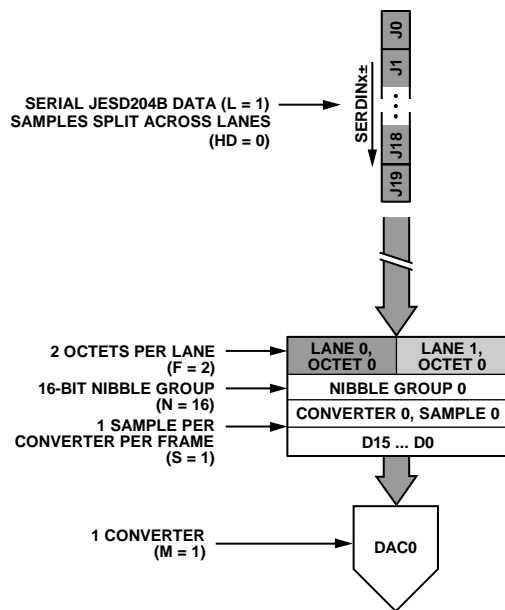 J0
J1
SERDINx±
SERIAL JESD204B DATA (L = 1)
SAMPLES SPLIT ACROSS LANES
(HD = 0)
J18
J19
2 OCTETS PER LANE
(F = 2)
LANE 0,
OCTET 0
LANE 1,
OCTET 0
16-BIT NIBBLE GROUP
(N = 16)
NIBBLE GROUP 0
1 SAMPLE PER
CONVERTER PER FRAME
(S = 1)
CONVERTER 0, SAMPLE 0
D15 ... D0
1 CONVERTER
(M = 1)
DAC0